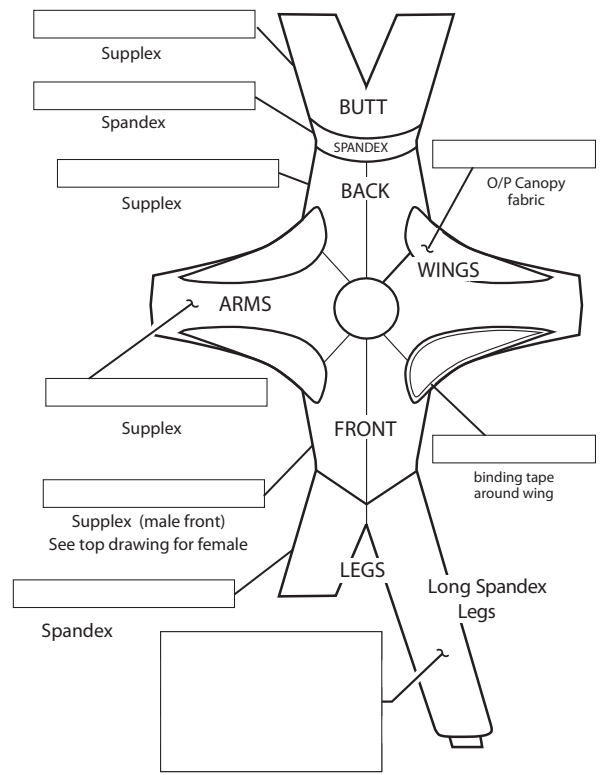 Supplex
BUTT
Spandex
SPANDEX
BACK
O/P Canopy
fabric
Supplex
WINGS
ARMS
Supplex
FRONT
binding tape
around wing
Supplex (male front)
See top drawing for female
LEGS
Long Spandex
Legs
Spandex